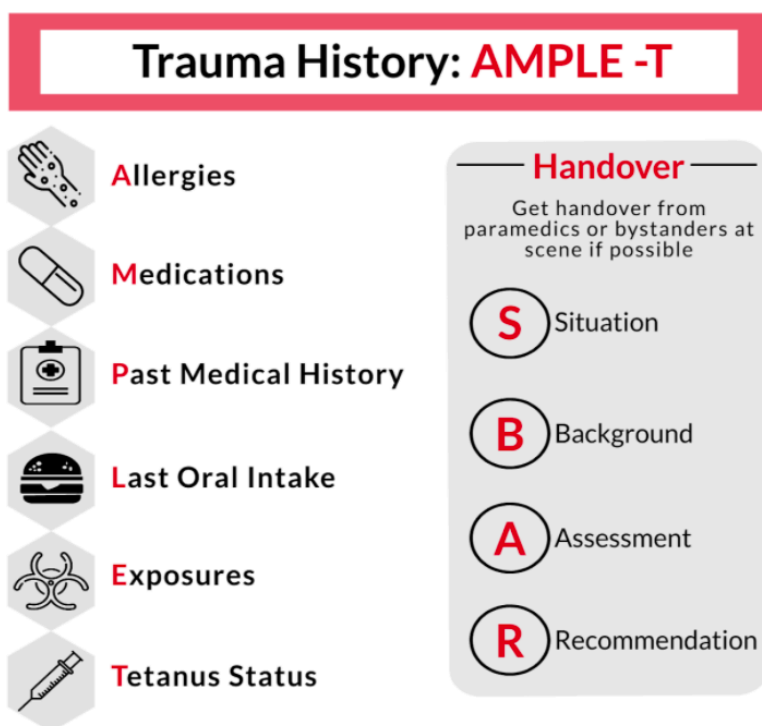 Trauma History: AMPLE -T
Allergies
Medications
Past Medical History
Last Oral Intake
Exposures
Tetanus Status
Handover
Get handover from
paramedics or bystanders at
scene if possible
S Situation
B Background
A Assessment
R Recommendation